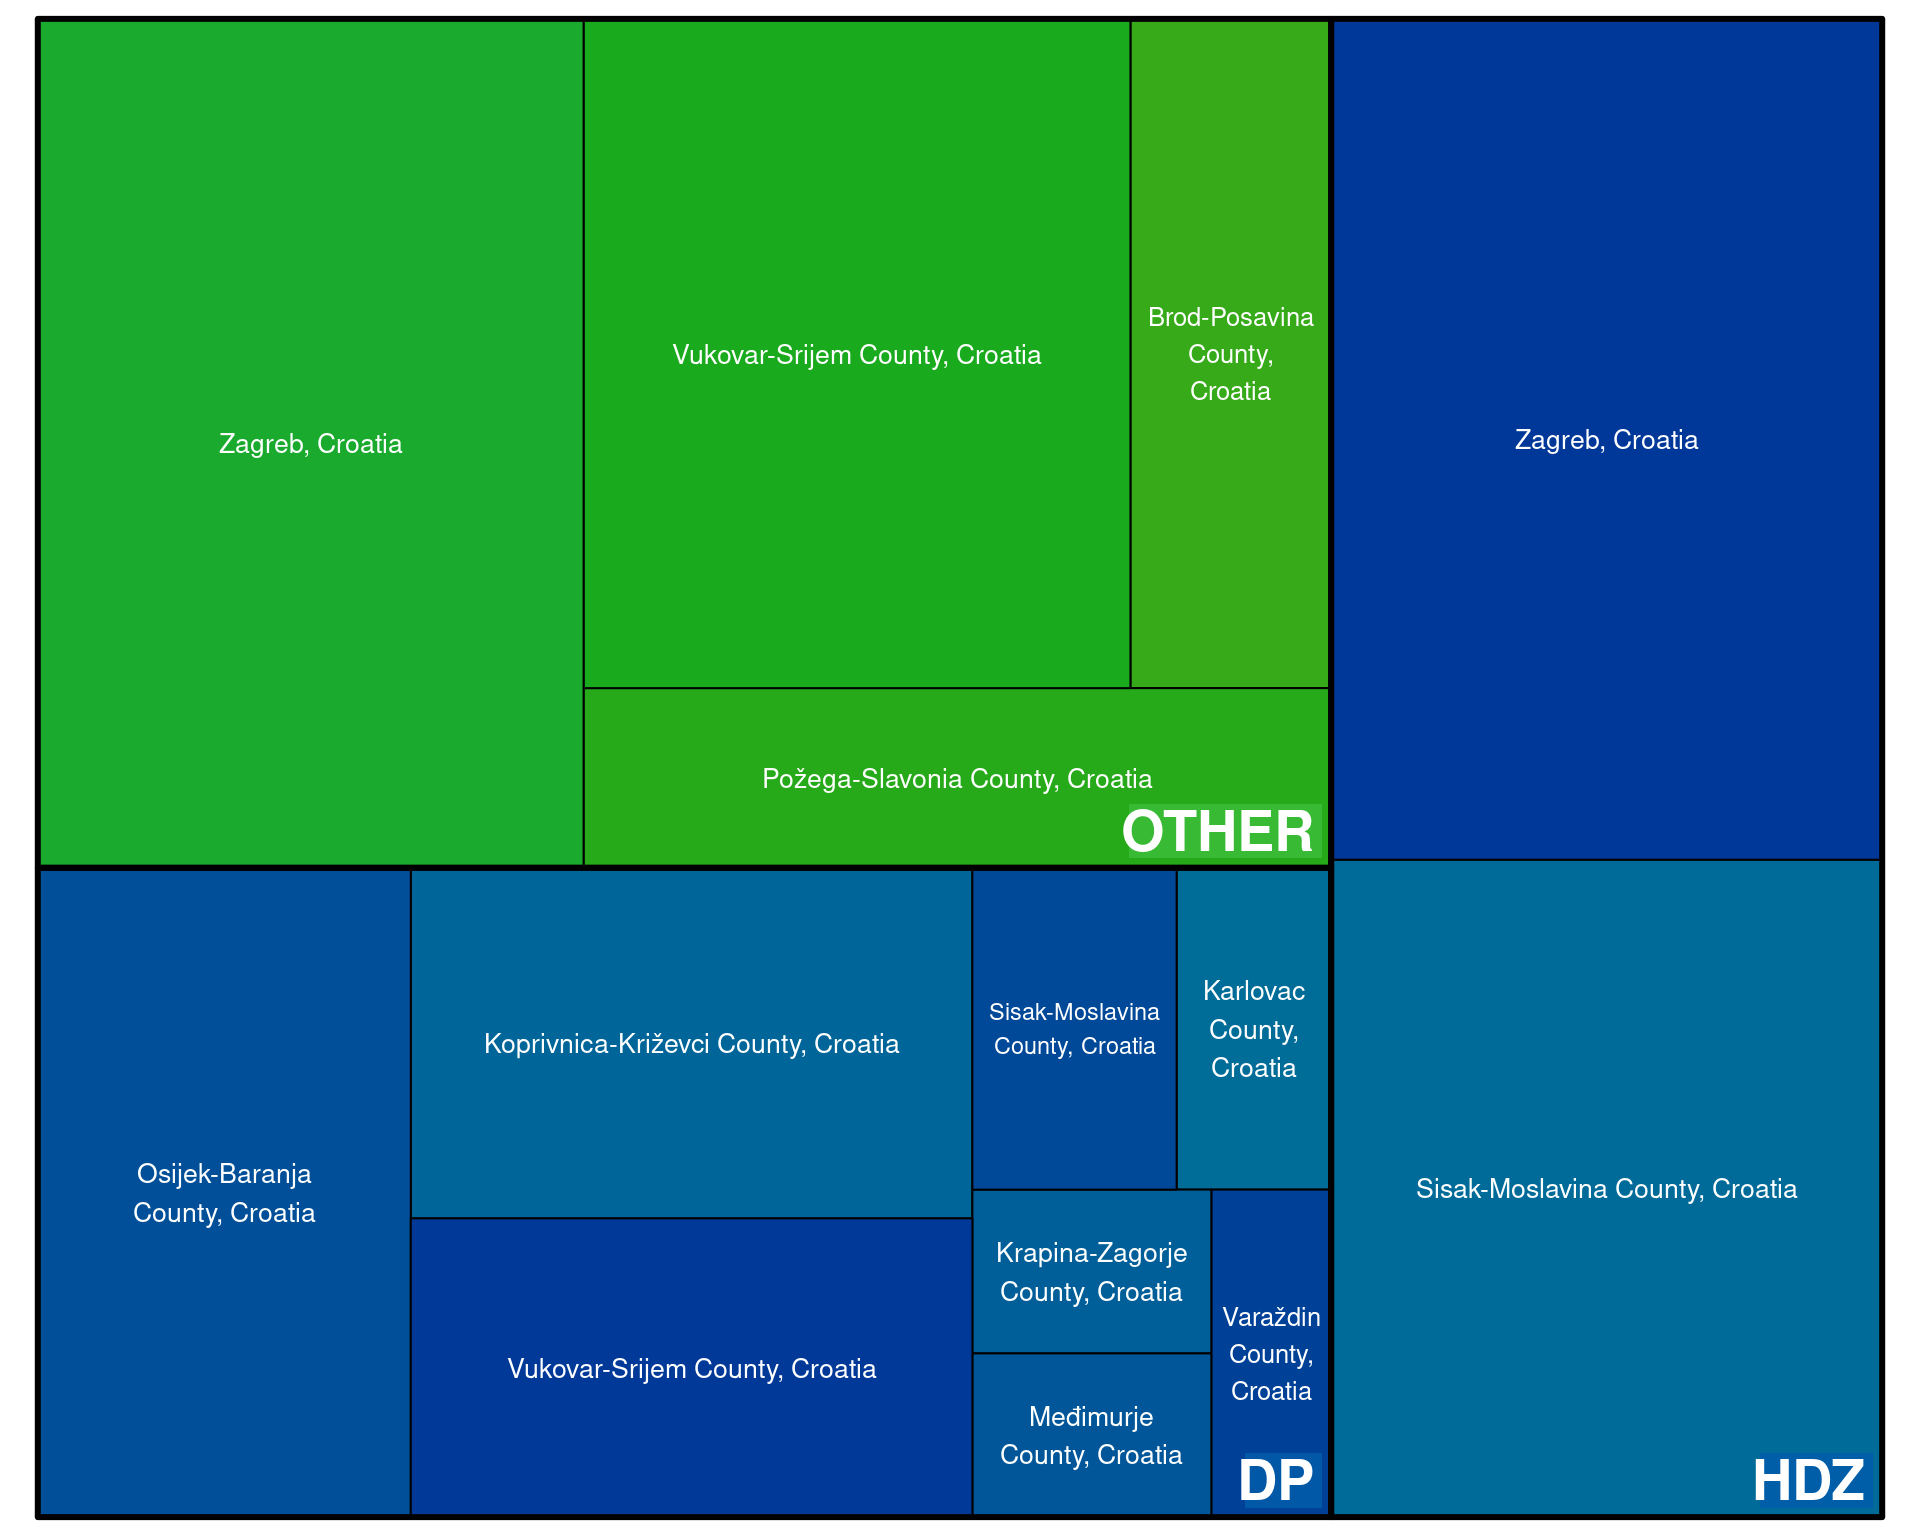 Zagreb, Croatia
Vukovar-Srijem County, Croatia
Brod-Posavina
County,
Croatia
Požega-Slavonia County, Croatia
OTHER
Osijek-Baranja
County, Croatia
Koprivnica-Križevci County, Croatia
Vukovar-Srijem County, Croatia
Sisak-Moslavina
County, Croatia
Karlovac
County,
Croatia
Krapina-Zagorje
County, Croatia
Međimurje
County, Croatia
Varaždin
County,
Croatia
DP
Zagreb, Croatia
Sisak-Moslavina County, Croatia
HDZ